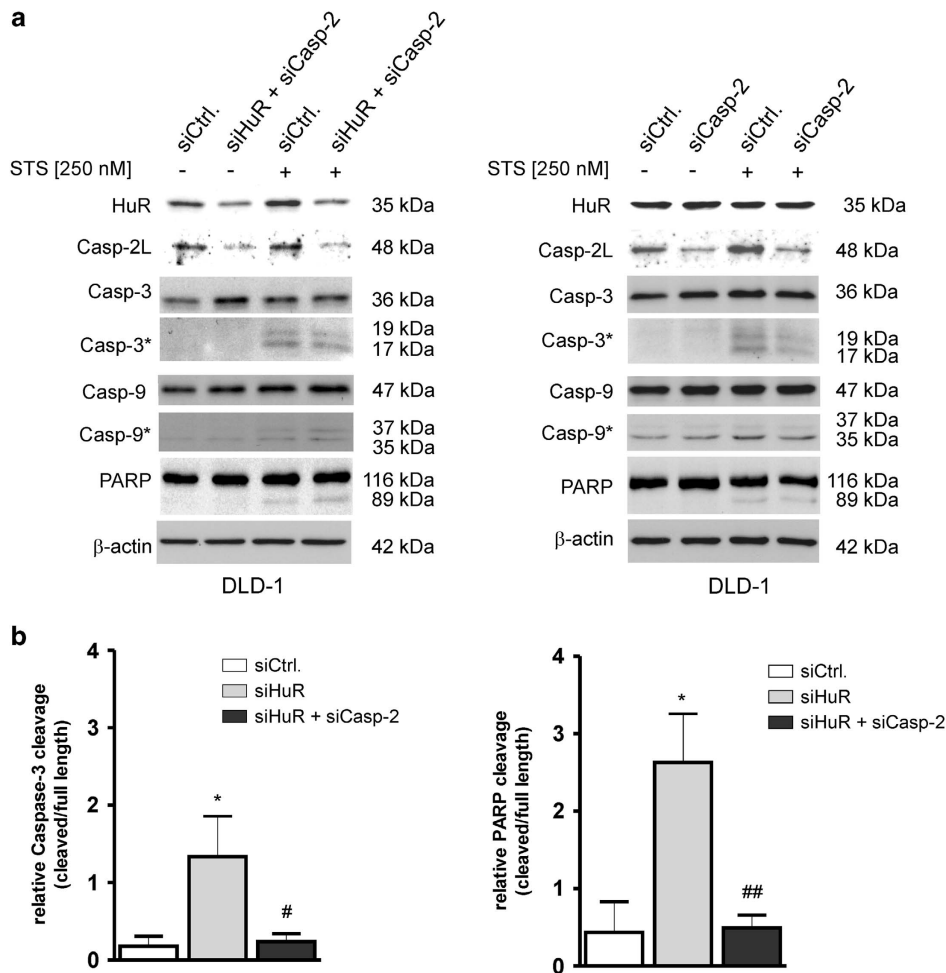 a
siCtrl. siHuR + siCasp-2 siCtrl. siHuR + siCasp-2
STS [250 nM] - - + +
HuR 35 kDa
Casp-2L 48 kDa
Casp-3 36 kDa
Casp-3* 19 kDa
17 kDa
Casp-9 47 kDa
Casp-9* 37 kDa
35 kDa
PARP 116 kDa
89 kDa
β-actin 42 kDa
DLD-1
siCtrl. siCasp-2 siCtrl. siCasp-2
STS [250 nM] - - + +
HuR 35 kDa
Casp-2L 48 kDa
Casp-3 36 kDa
Casp-3* 19 kDa
17 kDa
Casp-9 47 kDa
Casp-9* 37 kDa
35 kDa
PARP 116 kDa
89 kDa
β-actin 42 kDa
DLD-1
b
relative Caspase-3 cleavage
(cleaved/full length)
4
3
2
1
0
siCtrl.
siHuR
siHuR + siCasp-2
*
#
relative PARP cleavage
(cleaved/full length)
4
3
2
1
0
siCtrl.
siHuR
siHuR + siCasp-2
*
##